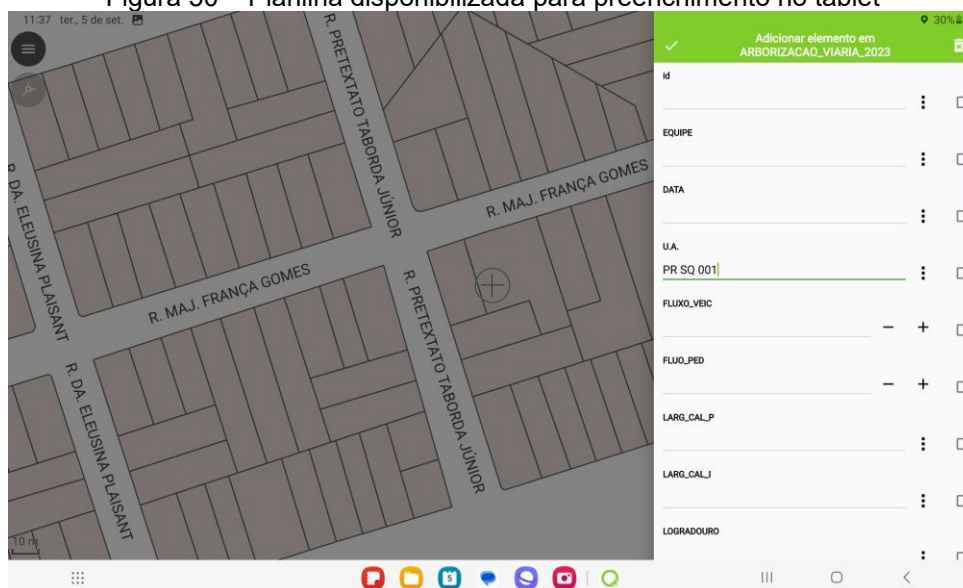 Figura 50 - Planilha disponibilizada para preenchimento no tablet
11:37 ter., 5 de set.
30%
Adicionar elemento em
ARBORIZACAO_VIARIA_2023
id
EQUIPE
DATA
U.A.
PR SQ 001
FLUXO_VEIC
FLUO_PED
LARG_CAL_P
LARG_CAL_I
LOGRADOURO
R. PRETEXTATO TABORDA JÚNIOR
R. MAJ. FRANÇA GOMES
R. DA. ELEUSINA PLAISANT
R. MAJ. FRANÇA GOMES
R. PRETEXTATO TABORDA JÚNIOR
R. DA. ELEUSINA PLAISANT
10 m
5